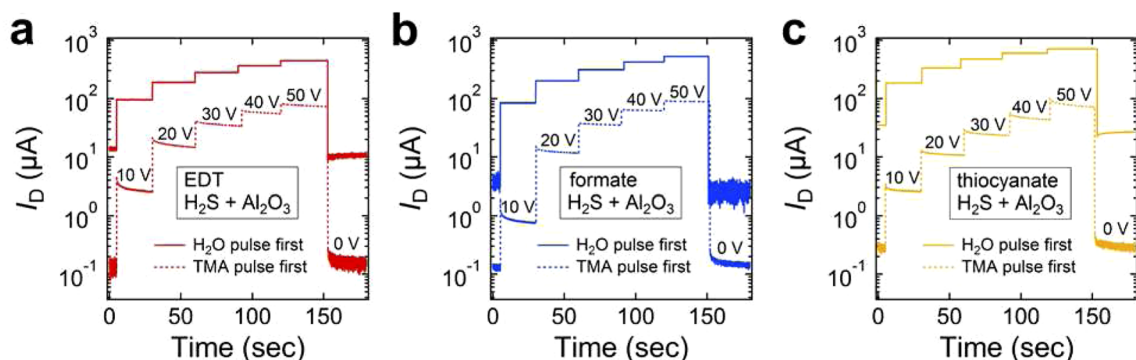 a
10³
10²
10¹
10⁰
10⁻¹
I_D (µA)
10 V
20 V
30 V
40 V
50 V
0 V
EDT
H₂S + Al₂O₃
H₂O pulse first
TMA pulse first
0
50
100
150
Time (sec)
b
10³
10²
10¹
10⁰
10⁻¹
I_D (µA)
10 V
20 V
30 V
40 V
50 V
0 V
formate
H₂S + Al₂O₃
H₂O pulse first
TMA pulse first
0
50
100
150
Time (sec)
c
10³
10²
10¹
10⁰
10⁻¹
I_D (µA)
10 V
20 V
30 V
40 V
50 V
0 V
thiocyanate
H₂S + Al₂O₃
H₂O pulse first
TMA pulse first
0
50
100
150
Time (sec)